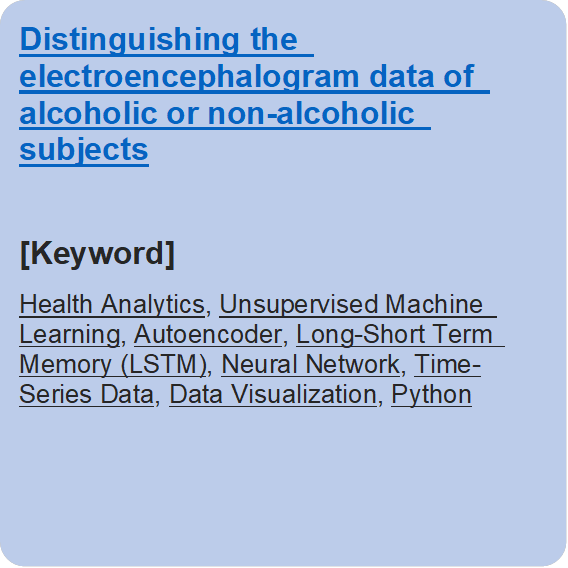 Distinguishing the
electroencephalogram data of
alcoholic or non-alcoholic
subjects
[Keyword]
Health Analytics, Unsupervised Machine
Learning, Autoencoder, Long-Short Term
Memory (LSTM), Neural Network, Time-
Series Data, Data Visualization, Python